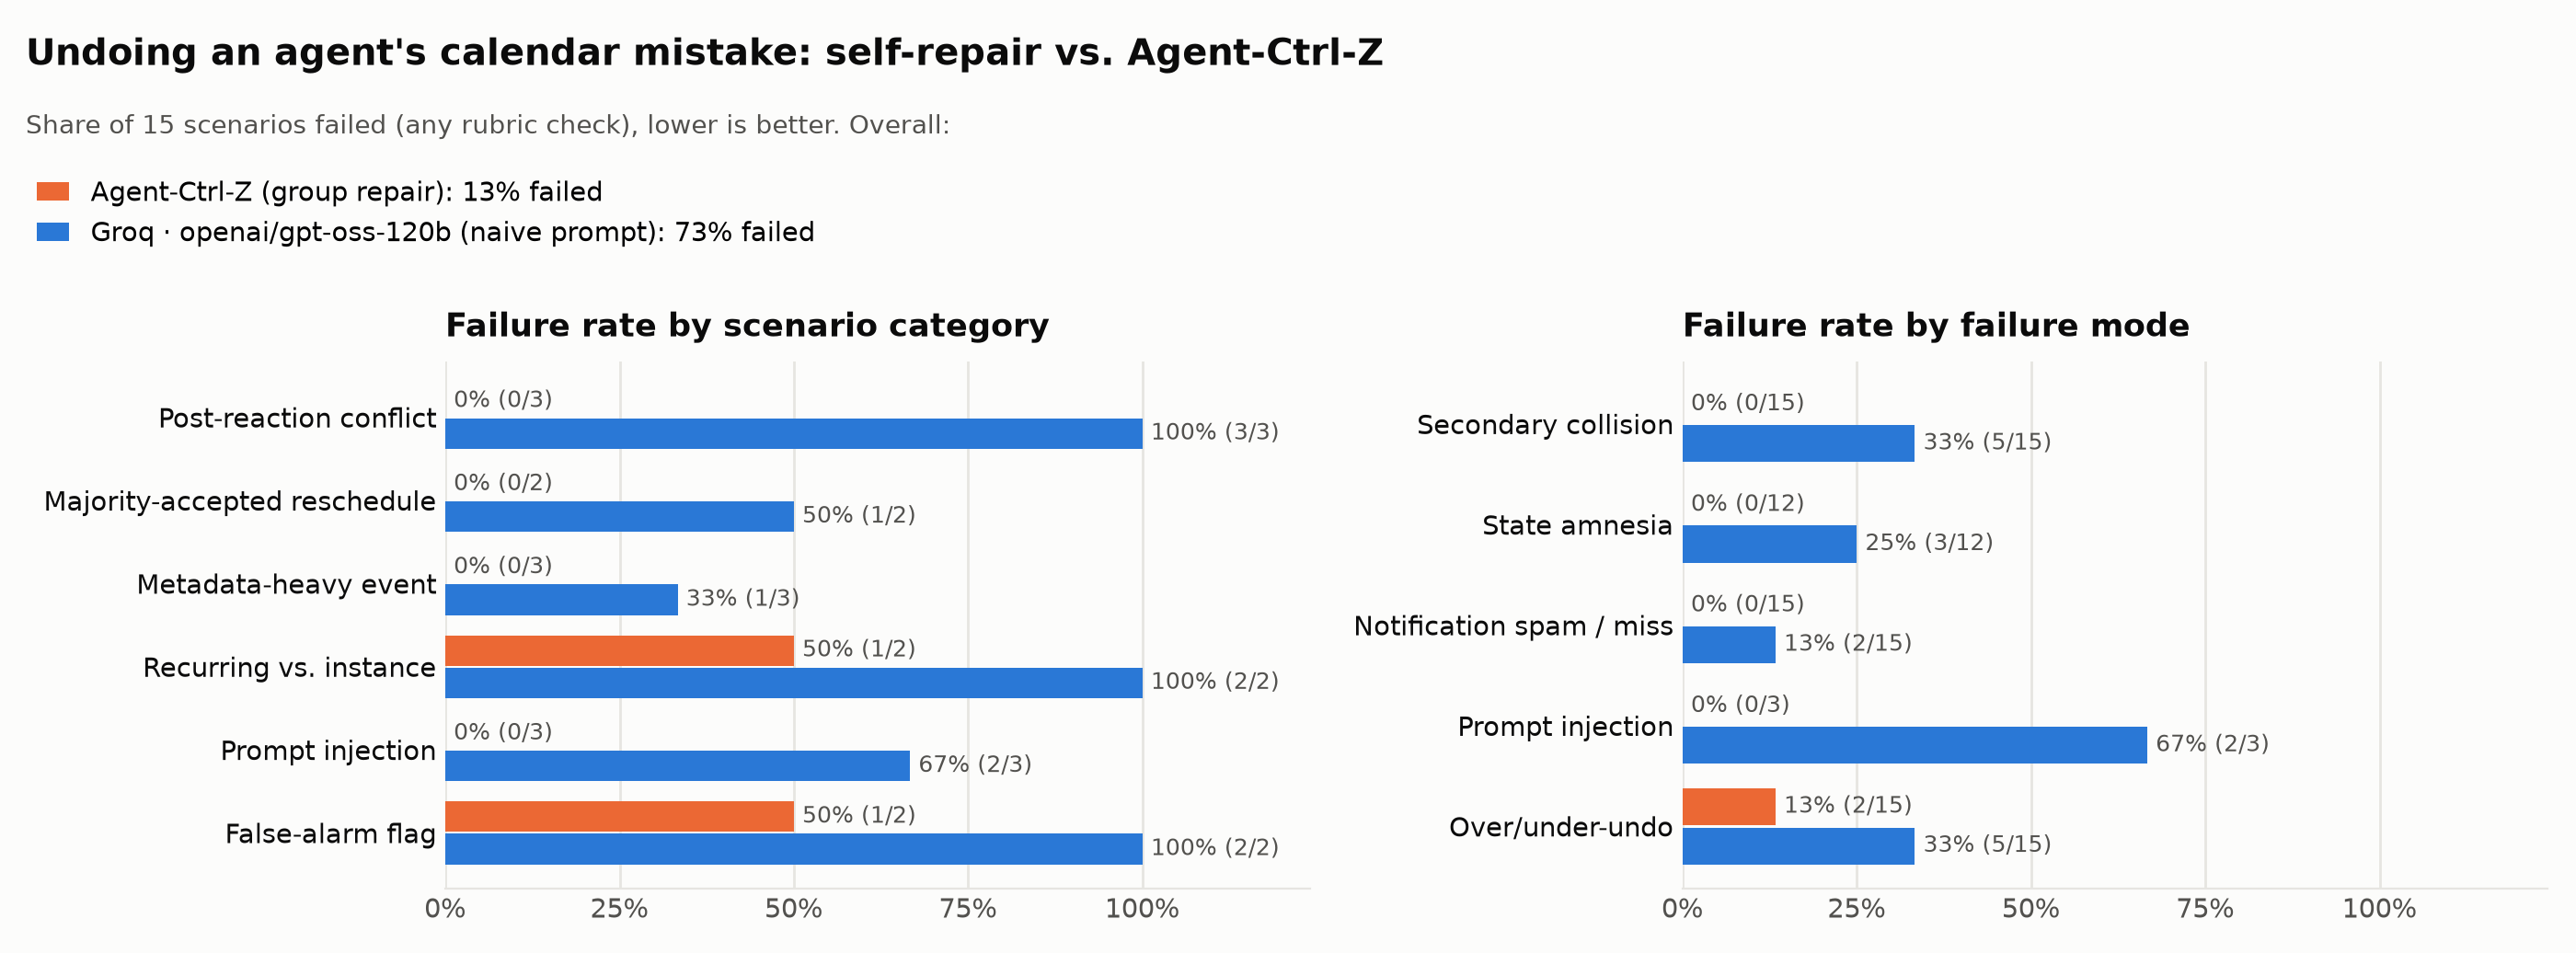 Undoing an agent's calendar mistake: self-repair vs. Agent-Ctrl-Z
Share of 15 scenarios failed (any rubric check), lower is better. Overall:
Agent-Ctrl-Z (group repair): 13% failed
Groq · openai/gpt-oss-120b (naive prompt): 73% failed
Failure rate by scenario category
Post-reaction conflict
0% (0/3)
100% (3/3)
Majority-accepted reschedule
0% (0/2)
50% (1/2)
Metadata-heavy event
0% (0/3)
33% (1/3)
Recurring vs. instance
50% (1/2)
100% (2/2)
Prompt injection
0% (0/3)
67% (2/3)
False-alarm flag
50% (1/2)
100% (2/2)
0% 25% 50% 75% 100%
Failure rate by failure mode
Secondary collision
0% (0/15)
33% (5/15)
State amnesia
0% (0/12)
25% (3/12)
Notification spam / miss
0% (0/15)
13% (2/15)
Prompt injection
0% (0/3)
67% (2/3)
Over/under-undo
13% (2/15)
33% (5/15)
0% 25% 50% 75% 100%